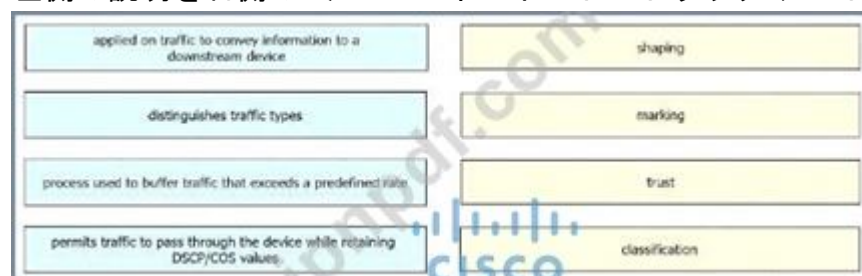 applied on traffic to convey information to a
downstream device
shaping
distinguishes traffic types
marking
process used to buffer traffic that exceeds a predefined rate
trust
permits traffic to pass through the device while retaining
DSCP/COS values
classification
CISCO